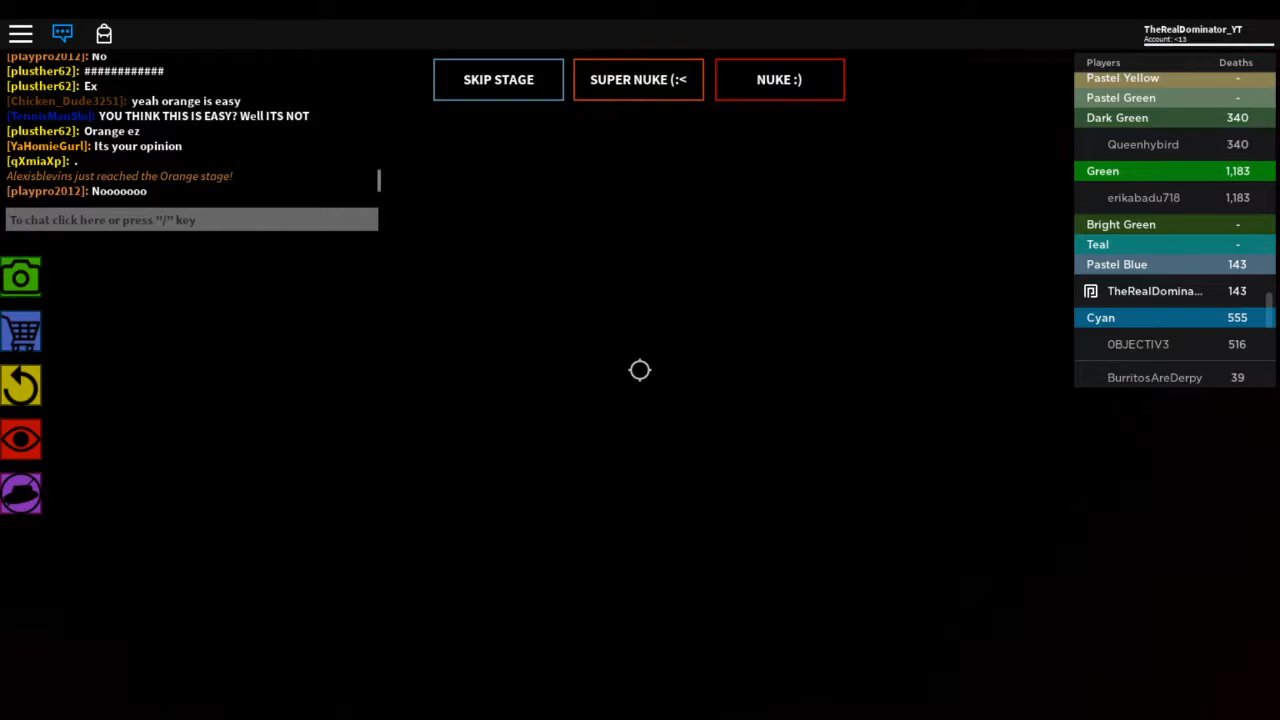 TheRealDominator_YT
Account: <13
[playpro2012]: No
[plusther62]: ############
[plusther62]: Ex
[Chicken_Dude3251]: yeah orange is easy
[TennisManSlo]: YOU THINK THIS IS EASY? Well ITS NOT
[plusther62]: Orange ez
[YaHomieGurl]: Its your opinion
[qXmiaXp]: .
Alexisblevins just reached the Orange stage!
[playpro2012]: Nooooooo
To chat click here or press "/" key
SKIP STAGE
SUPER NUKE (:<
NUKE :)
Players Deaths
Pastel Yellow -
Pastel Green -
Dark Green 340
Queenhybird 340
Green 1,183
erikabadu718 1,183
Bright Green -
Teal -
Pastel Blue 143
TheRealDomina... 143
Cyan 555
0BJECTIV3 516
BurritosAreDerpy 39